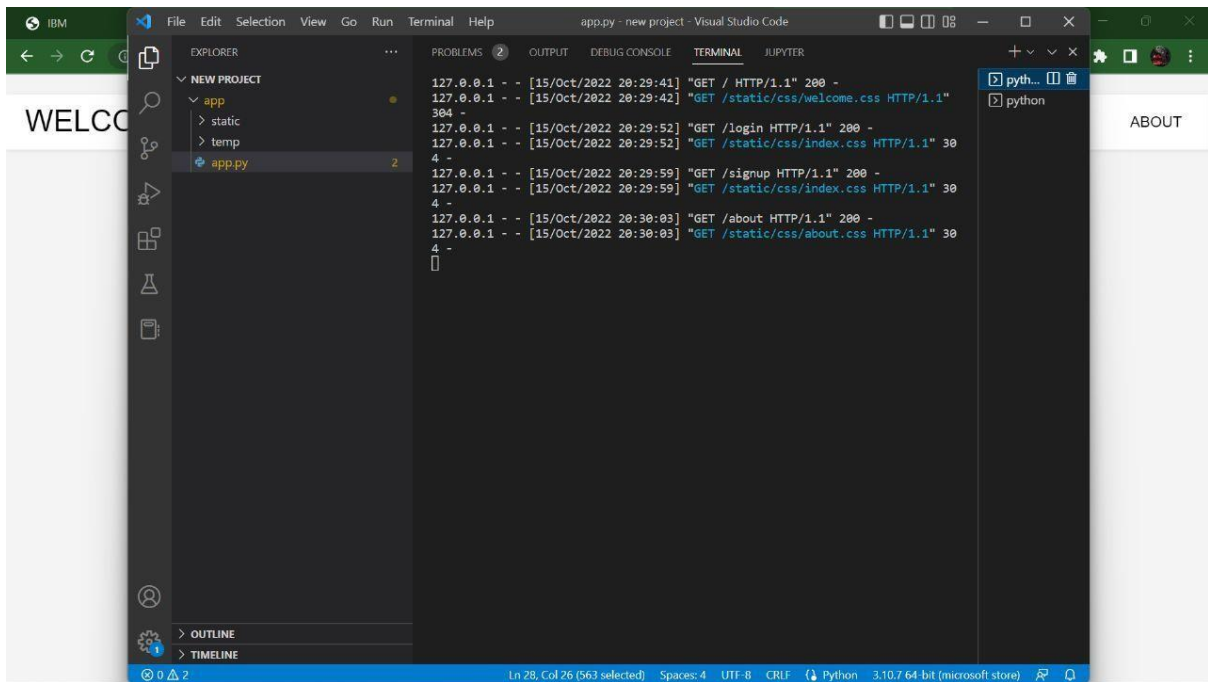 IBM
File Edit Selection View Go Run Terminal Help
app.py - new project - Visual Studio Code
WELCO
ABOUT
EXPLORER
NEW PROJECT
app
static
temp
app.py 2
OUTLINE
TIMELINE
PROBLEMS 2 OUTPUT DEBUG CONSOLE TERMINAL JUPYTER
127.0.0.1 - - [15/Oct/2022 20:29:41] "GET / HTTP/1.1" 200 -
127.0.0.1 - - [15/Oct/2022 20:29:42] "GET /static/css/welcome.css HTTP/1.1"
304 -
127.0.0.1 - - [15/Oct/2022 20:29:52] "GET /login HTTP/1.1" 200 -
127.0.0.1 - - [15/Oct/2022 20:29:52] "GET /static/css/index.css HTTP/1.1" 30
4 -
127.0.0.1 - - [15/Oct/2022 20:29:59] "GET /signup HTTP/1.1" 200 -
127.0.0.1 - - [15/Oct/2022 20:29:59] "GET /static/css/index.css HTTP/1.1" 30
4 -
127.0.0.1 - - [15/Oct/2022 20:30:03] "GET /about HTTP/1.1" 200 -
127.0.0.1 - - [15/Oct/2022 20:30:03] "GET /static/css/about.css HTTP/1.1" 30
4 -
pyth...
python
1
0 2
Ln 28, Col 26 (563 selected) Spaces: 4 UTF-8 CRLF Python 3.10.7 64-bit (microsoft store)